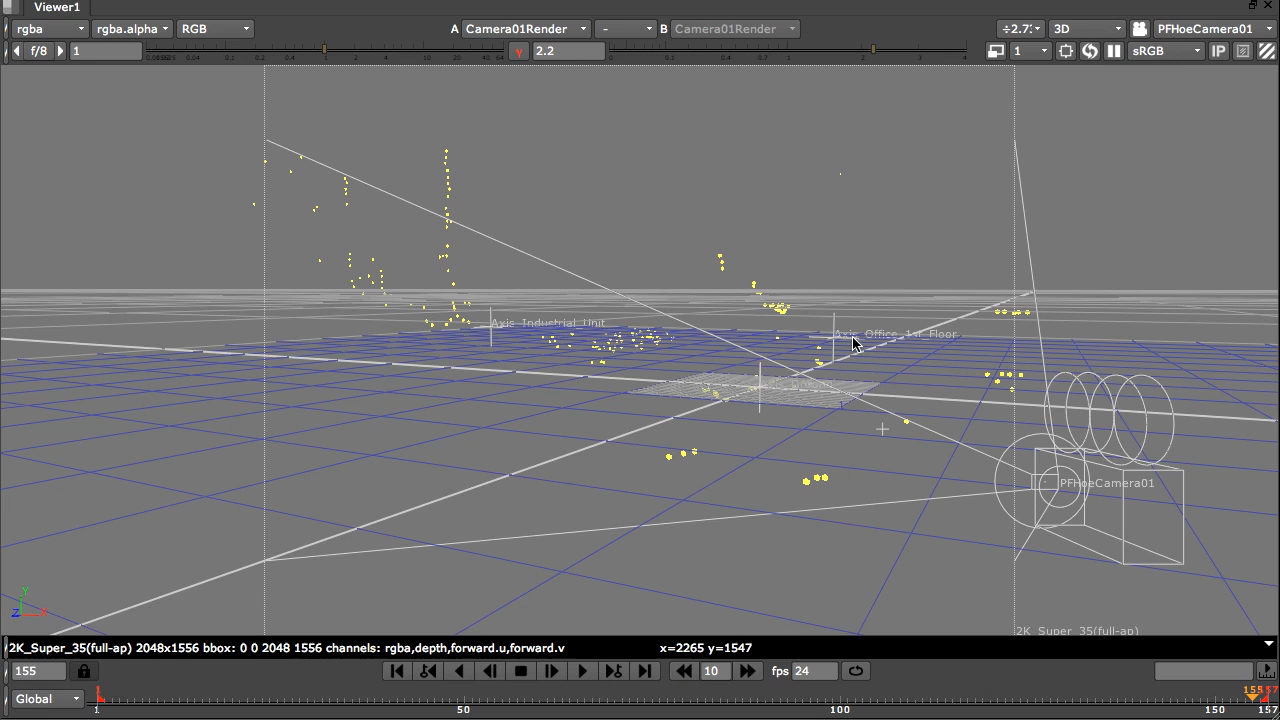 Viewer1
rgba rgba.alpha RGB A Camera01Render - B Camera01Render ÷2.7 3D PFHoeCamera01
f/8 1 y 2.2 1 sRGB IP
Axis_Industrial_Unit
Axis_Office_1st_Floor
PFHoeCamera01
2K_Super_35(full-ap)
Y
Z X
2K_Super_35(full-ap) 2048x1556 bbox: 0 0 2048 1556 channels: rgba,depth,forward.u,forward.v x=2265 y=1547
155 10 fps 24
Global
1 50 100 150 157
1 155